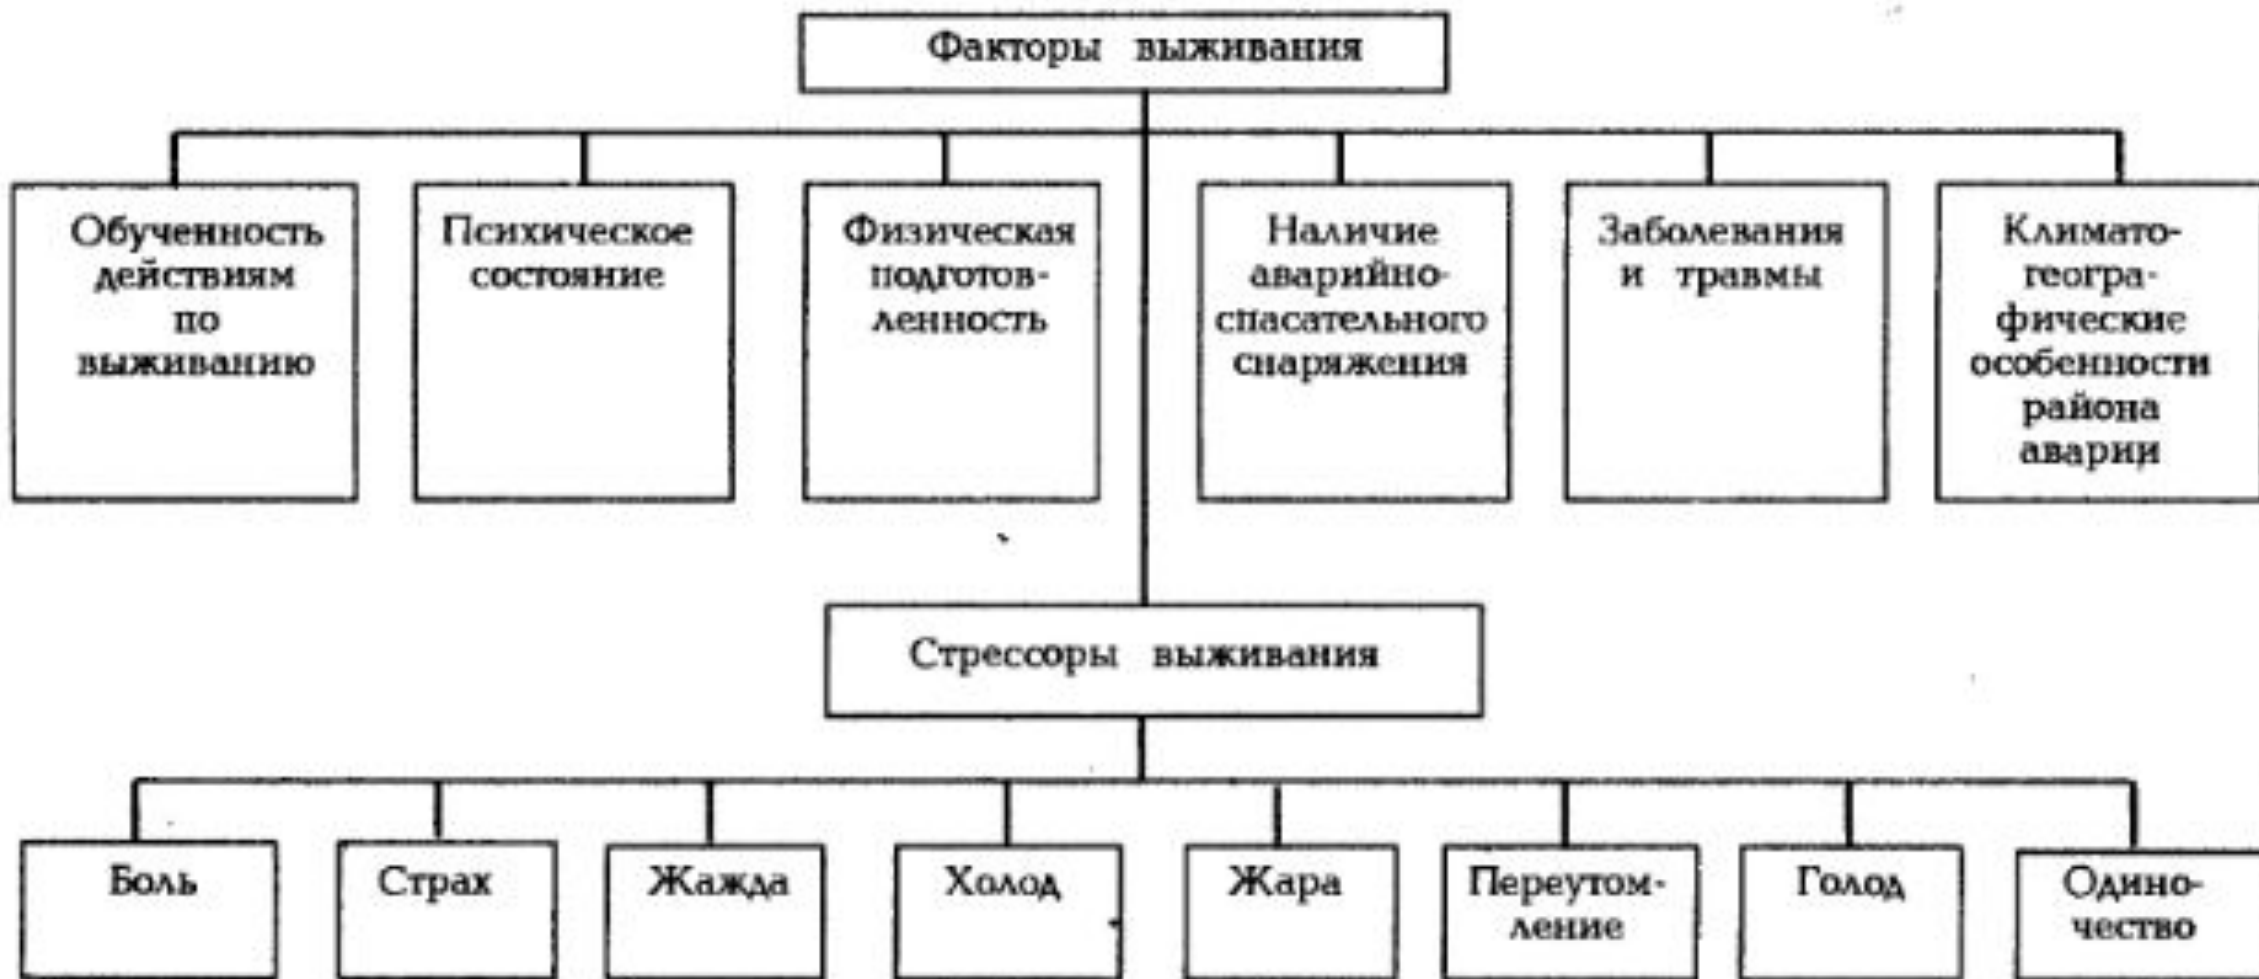 Факторы выживания
Обученность
действиям
по
выживанию
Психическое
состояние
Физическая
подготов-
ленность
Наличие
аварийно-
спасательного
снаряжения
Заболевания
и травмы
Климато-
геогра-
фические
особенности
района
аварии
Стрессоры выживания
Боль
Страх
Жажда
Холод
Жара
Переутом-
ление
Голод
Одино-
чество